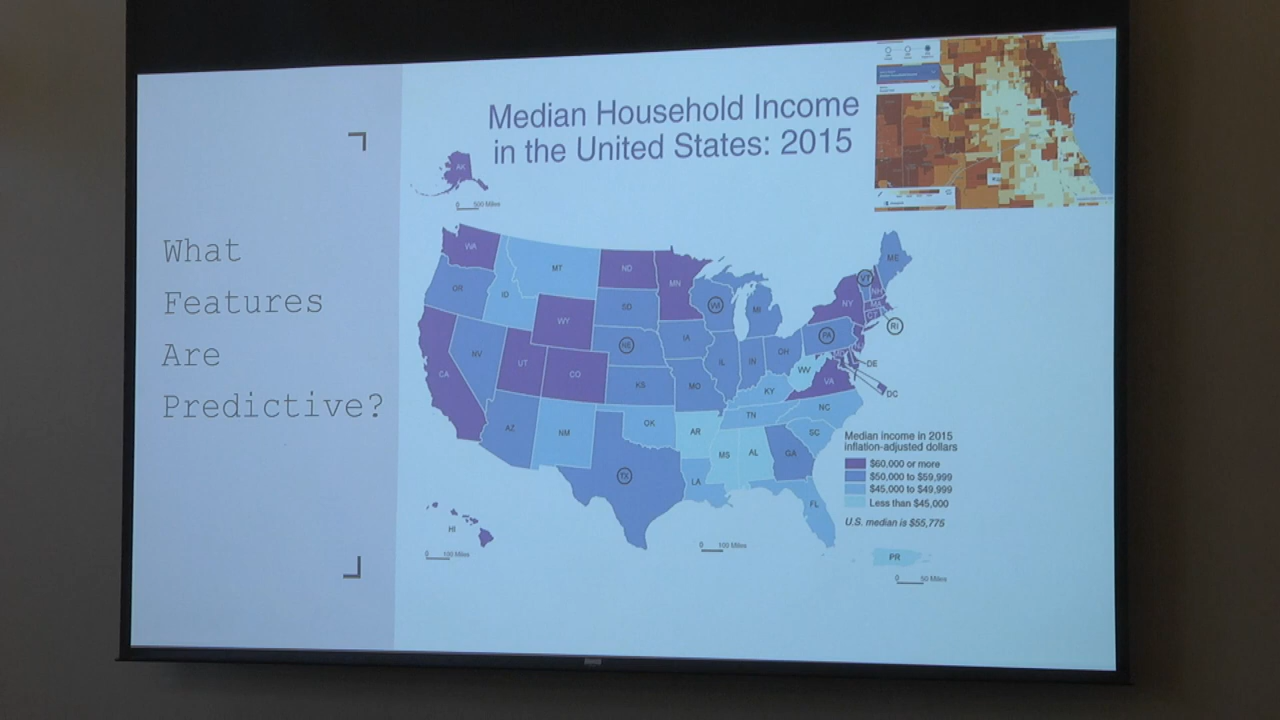 What
Features
Are
Predictive?
Median Household Income
in the United States: 2015
AK
0 500 Miles
WA
MT
ND
MN
ME
OR
ID
SD
WI
MI
VT
NH
NY
MA
CT
RI
WY
NE
IA
PA
NV
UT
CO
IL
IN
OH
WV
VA
DE
DC
CA
KS
MO
KY
AZ
NM
OK
AR
TN
NC
SC
MS
AL
GA
TX
LA
FL
HI
0 100 Miles
0 100 Miles
Median income in 2015
inflation-adjusted dollars
$60,000 or more
$50,000 to $59,999
$45,000 to $49,999
Less than $45,000
U.S. median is $55,775
PR
0 50 Miles